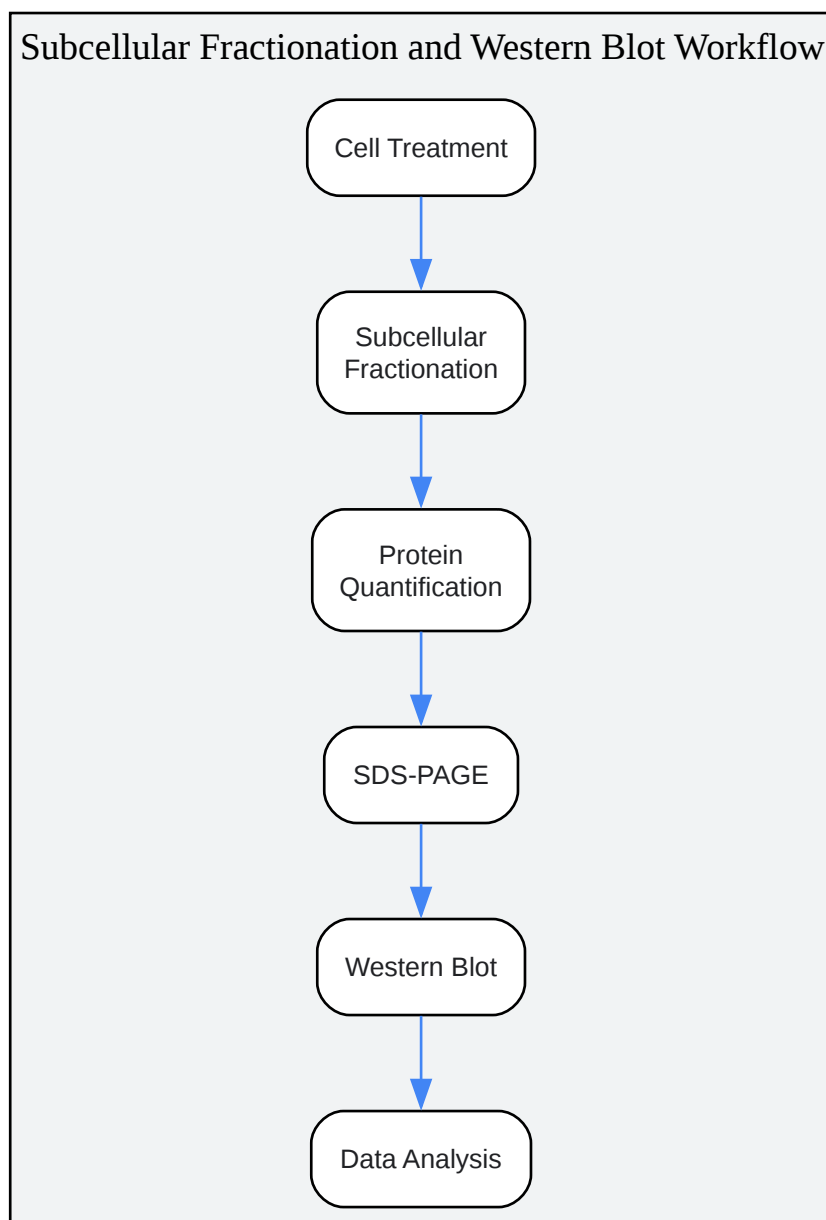 Subcellular Fractionation and Western Blot Workflow
Cell Treatment
Subcellular
Fractionation
Protein
Quantification
SDS-PAGE
Western Blot
Data Analysis